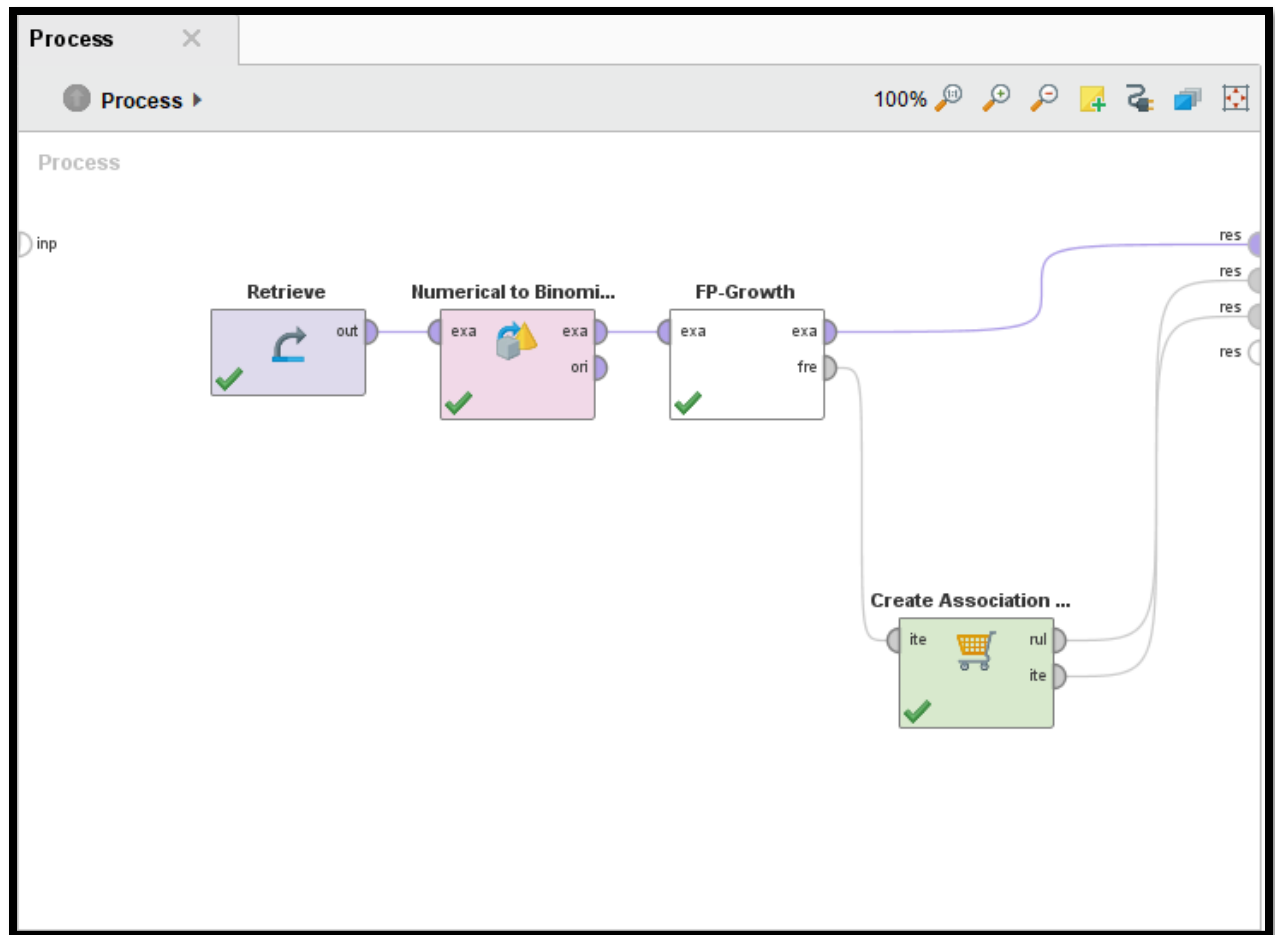 Process
Process
100%
Process
inp
res
res
res
res
Retrieve
out
Numerical to Binomi...
exa
exa
ori
FP-Growth
exa
exa
fre
Create Association ...
ite
rul
ite